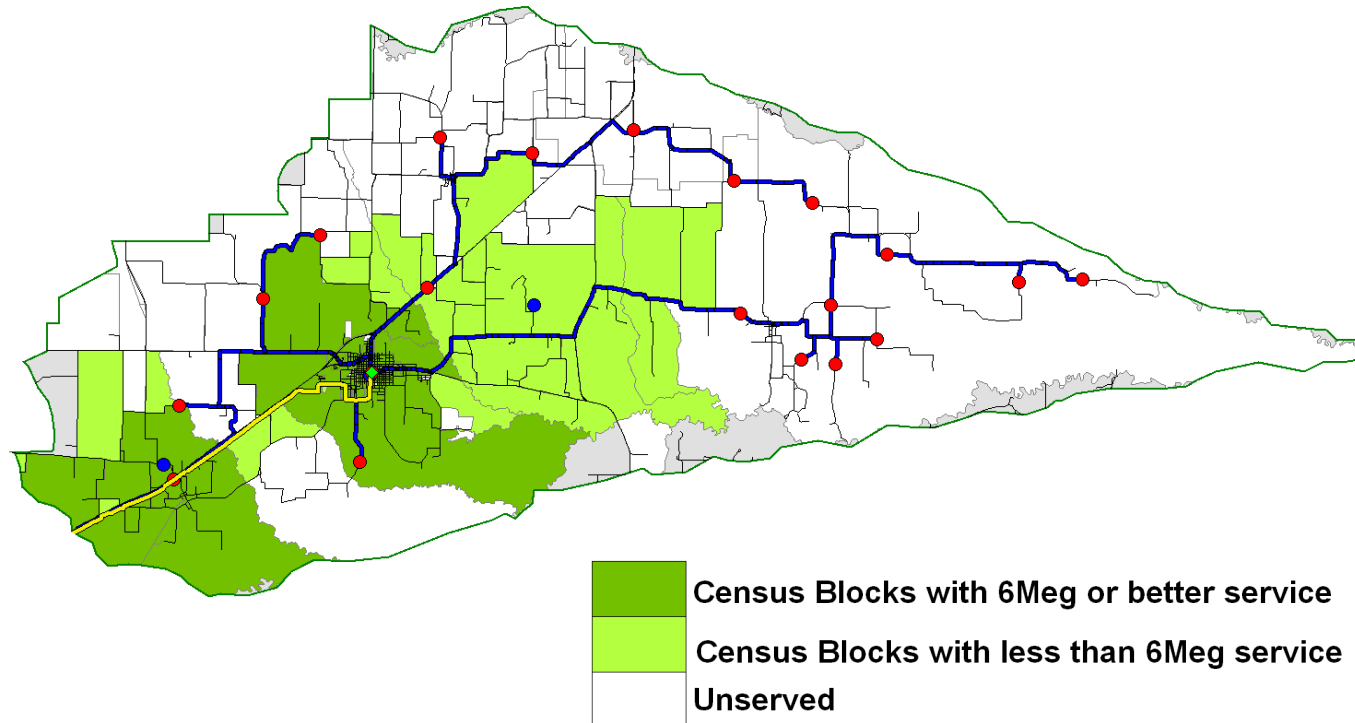 Census Blocks with 6Meg or better service
Census Blocks with less than 6Meg service
Unserved